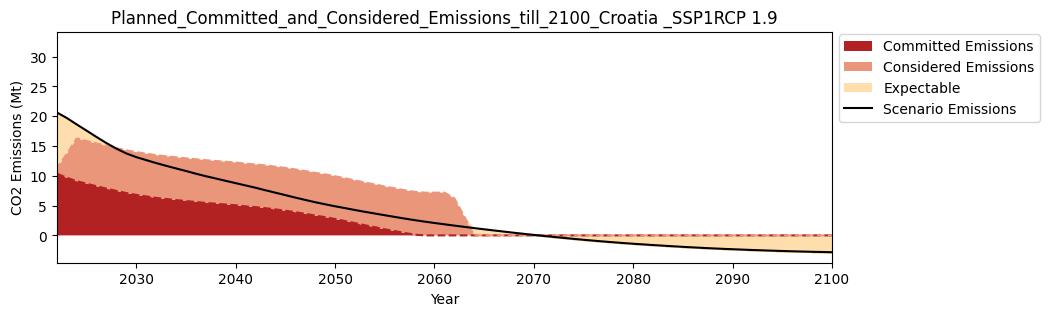 Planned_Committed_and_Considered_Emissions_till_2100_Croatia _SSP1RCP 1.9
30
25
20
15
10
5
0
CO2 Emissions (Mt)
2030 2040 2050 2060 2070 2080 2090 2100
Year
Committed Emissions
Considered Emissions
Expectable
Scenario Emissions